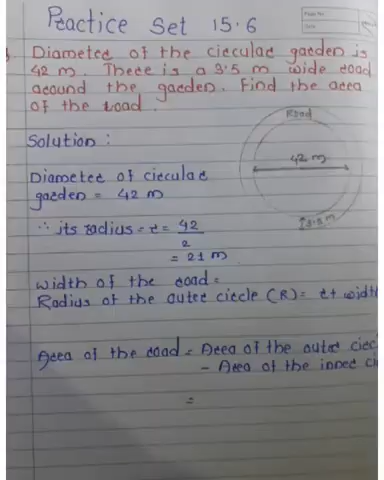 Practice Set 15.6
Diameter of the circular garden is
42 m. There is a 3.5 m wide road
around the garden. Find the area
of the road.
Road
42 m
3.5 m
Solution:
Diameter of circular
garden = 42 m
∴ its radius = r = 42
2
= 21 m
width of the road =
Radius of the outer circle (R) = r + width
Area of the road = Area of the outer circ
- Area of the inner ci
=